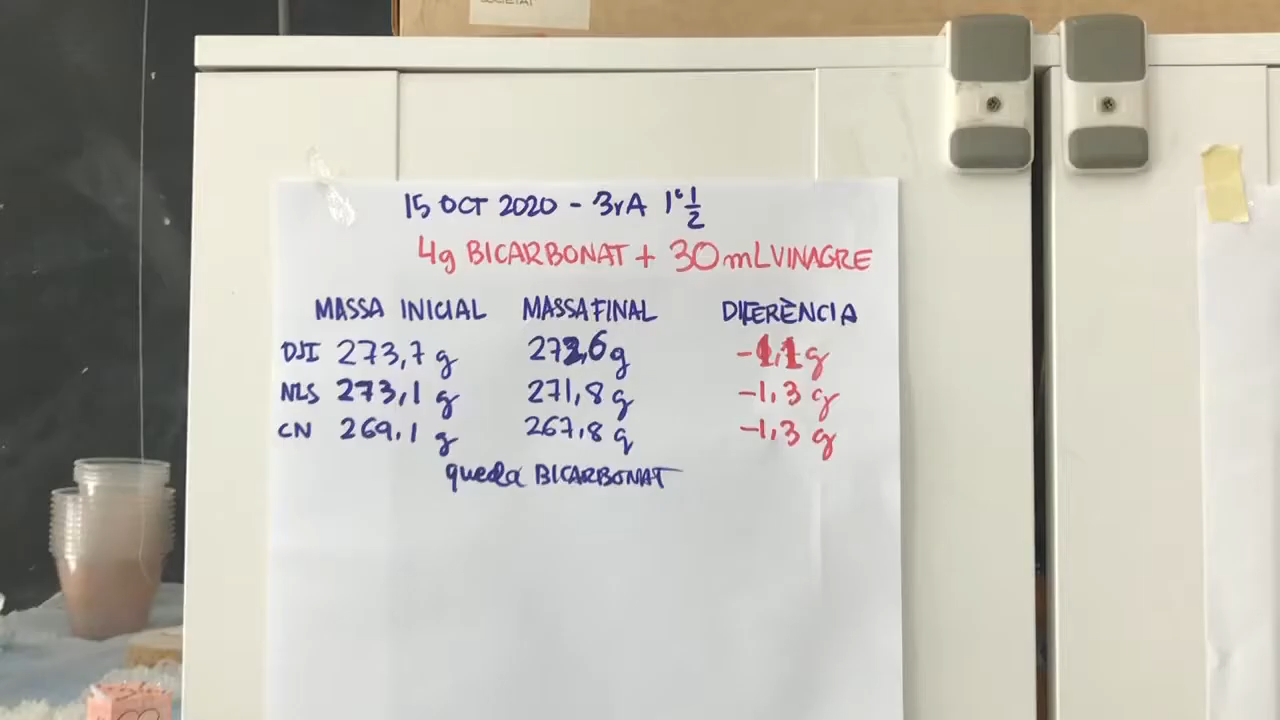 SOCIETAT
15 OCT 2020 - 3rA 1r 1/2
4g BICARBONAT + 30mL VINAGRE
MASSA INICIAL MASSA FINAL DIFERÈNCIA
DJI 273,7 g 272,6 g -1,1 g
NLS 273,1 g 271,8 g -1,3 g
CN 269,1 g 267,8 g -1,3 g
queda BICARBONAT